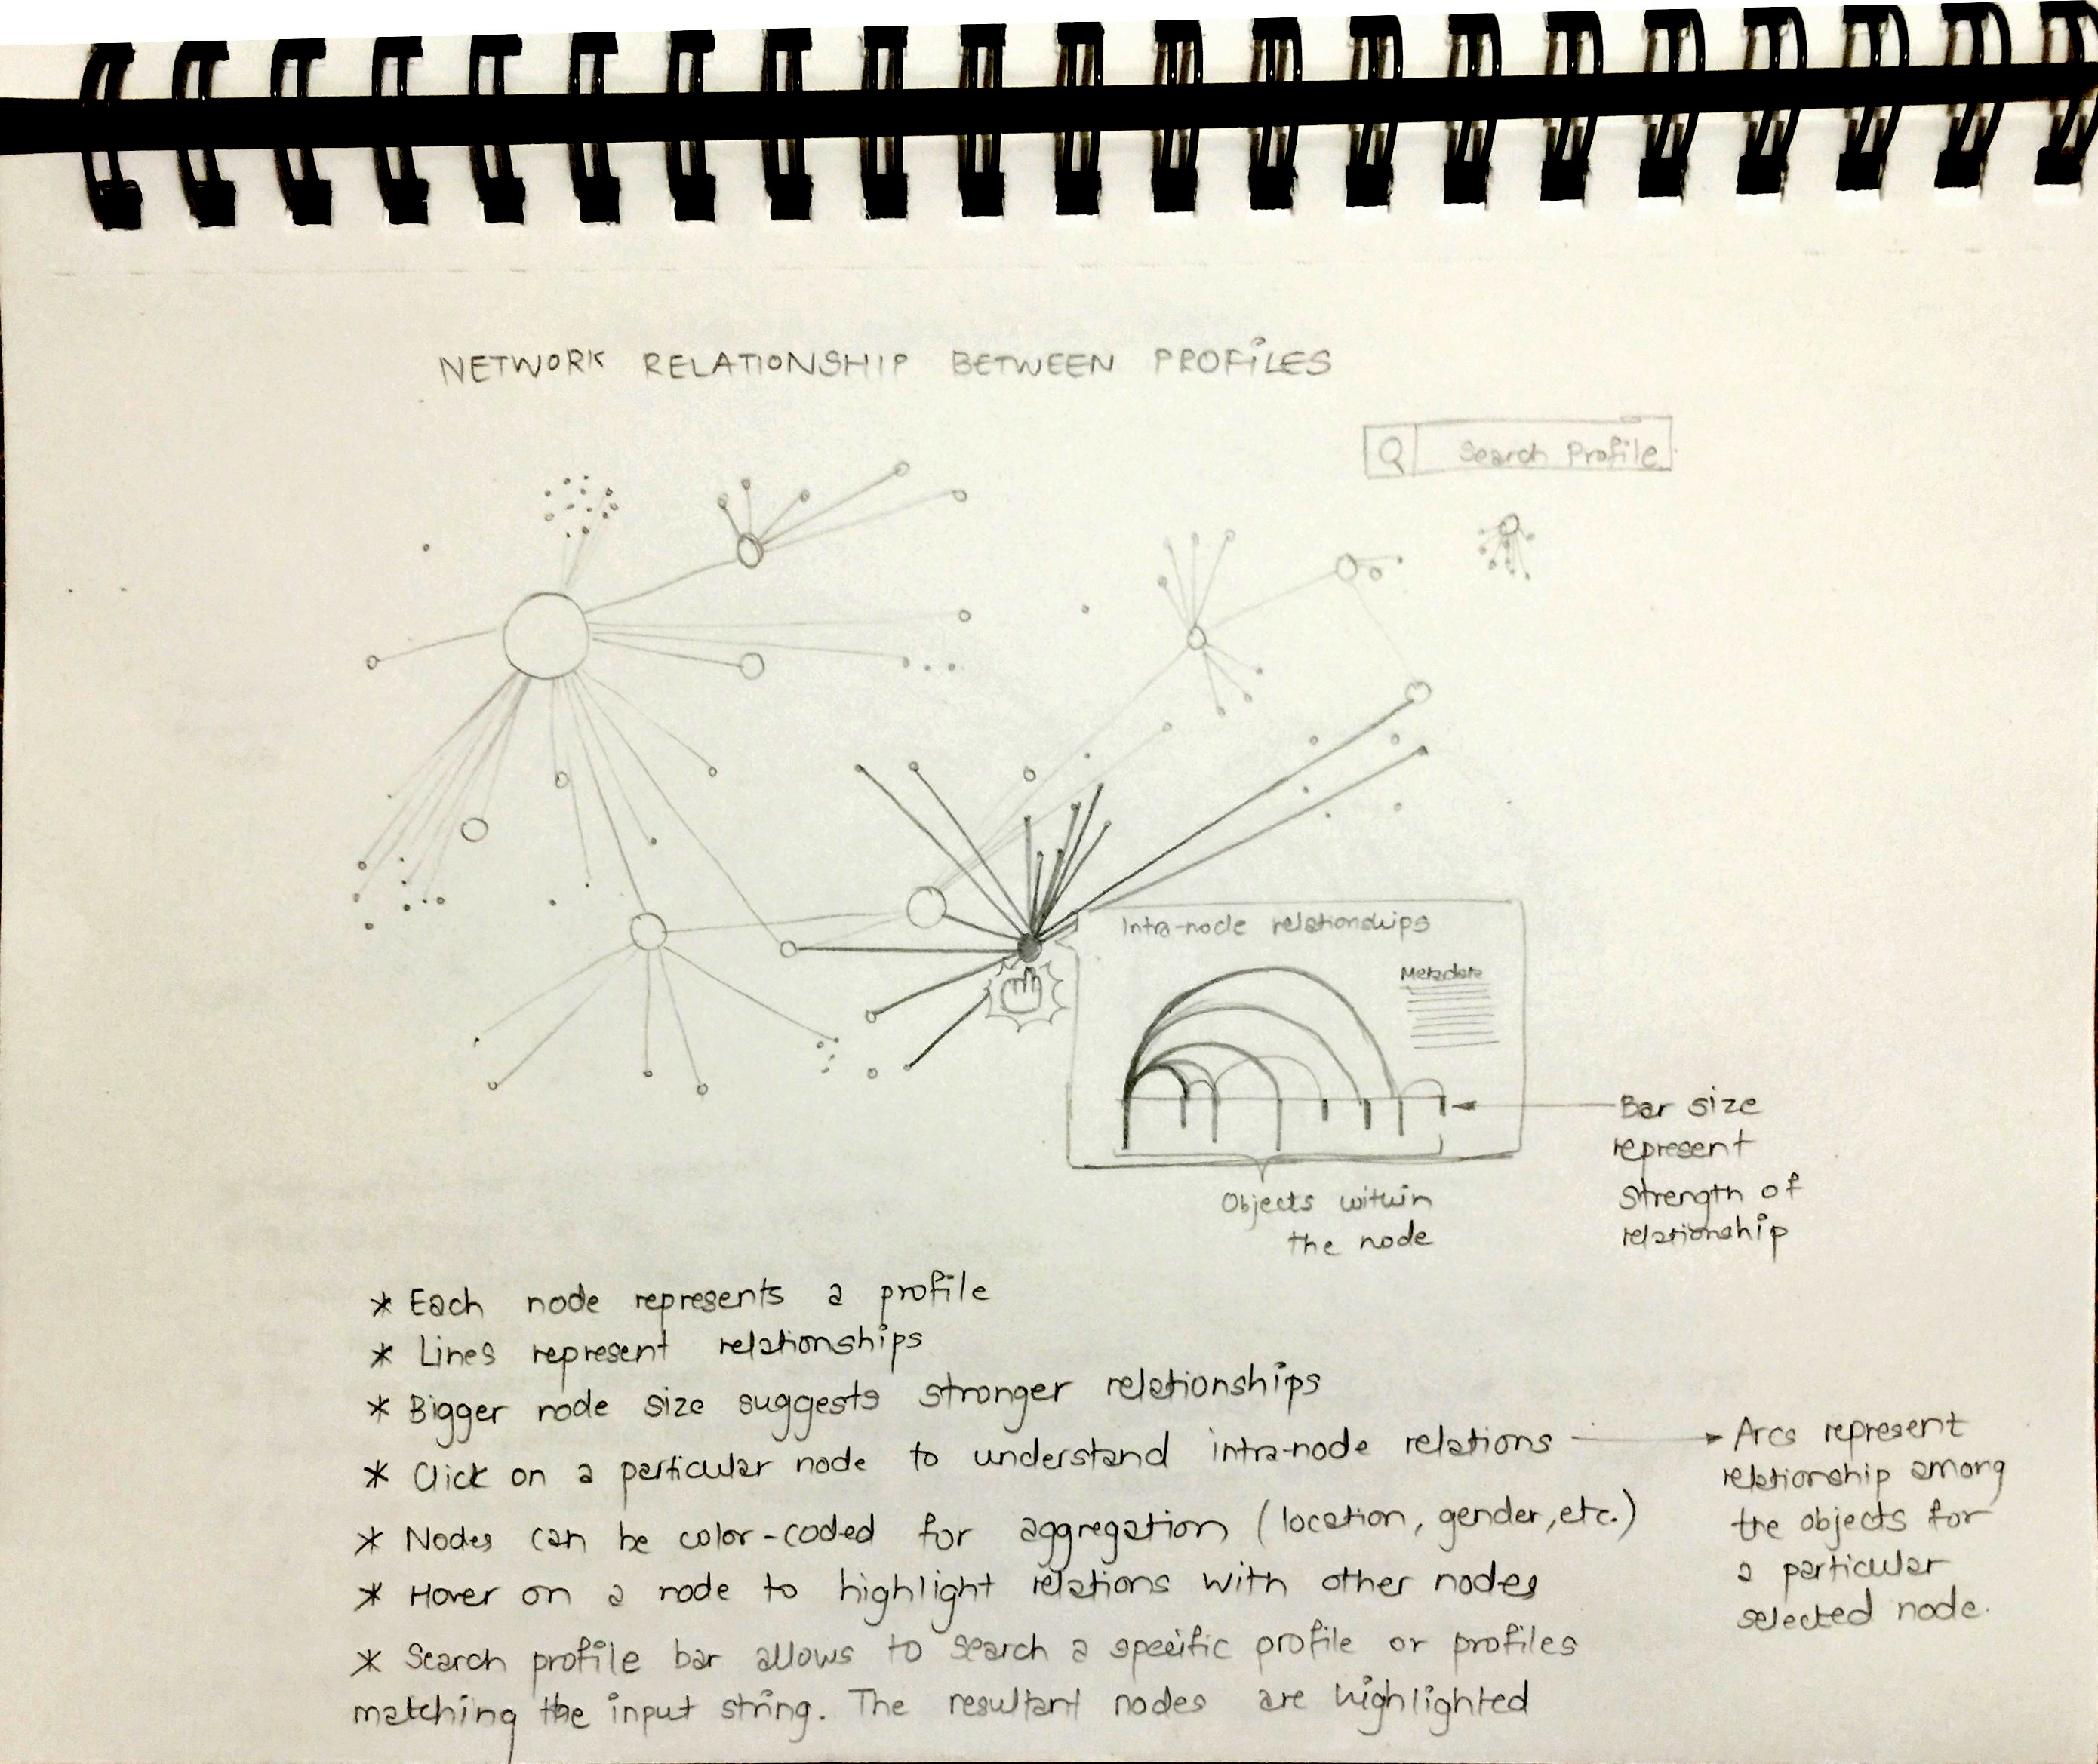 NETWORK RELATIONSHIP BETWEEN PROFILES
Search Profile
Intra-node relationships
Metadata
Bar size
represent
strength of
relationship
Objects within
the node
* Each node represents a profile
* Lines represent relationships
* Bigger node size suggests stronger relationships
* Click on a particular node to understand intra-node relations
* Nodes can be color-coded for aggregation (location, gender, etc.)
* Hover on a node to highlight relations with other nodes
* Search profile bar allows to search a specific profile or profiles
matching the input string. The resultant nodes are highlighted
Arcs represent
relationship among
the objects for
a particular
selected node.